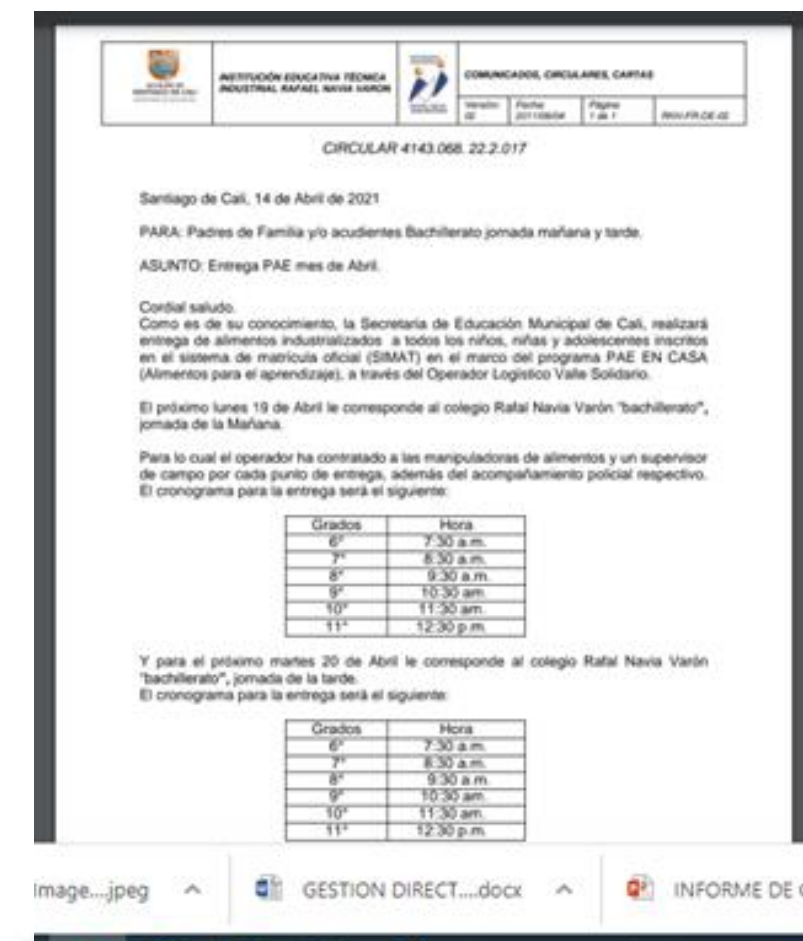 INSTITUCIÓN EDUCATIVA TÉCNICA
INDUSTRIAL RAFAEL NAVIA VARON
COMUNICADOS, CIRCULARES, CARTAS
Versión: 02
Fecha: 2011/06/04
Página 1 de 1
RNV-FR-DE-02
CIRCULAR 4143.068. 22.2.017
Santiago de Cali, 14 de Abril de 2021
PARA: Padres de Familia y/o acudientes Bachillerato jornada mañana y tarde.
ASUNTO: Entrega PAE mes de Abril.
Cordial saludo.
Como es de su conocimiento, la Secretaria de Educación Municipal de Cali, realizará
entrega de alimentos industrializados a todos los niños, niñas y adolescentes inscritos
en el sistema de matrícula oficial (SIMAT) en el marco del programa PAE EN CASA
(Alimentos para el aprendizaje), a través del Operador Logístico Valle Solidario.
El próximo lunes 19 de Abril le corresponde al colegio Rafal Navia Varón "bachillerato",
jornada de la Mañana.
Para lo cual el operador ha contratado a las manipuladoras de alimentos y un supervisor
de campo por cada punto de entrega, además del acompañamiento policial respectivo.
El cronograma para la entrega será el siguiente:
Grados Hora
6° 7:30 a.m.
7° 8:30 a.m.
8° 9:30 a.m.
9° 10:30 am.
10° 11:30 am.
11° 12:30 p.m.
Y para el próximo martes 20 de Abril le corresponde al colegio Rafal Navia Varón
"bachillerato", jornada de la tarde.
El cronograma para la entrega será el siguiente:
Grados Hora
6° 7:30 a.m.
7° 8:30 a.m.
8° 9:30 a.m.
9° 10:30 am.
10° 11:30 am.
11° 12:30 p.m.
Image....jpeg
GESTION DIRECT....docx
INFORME DE